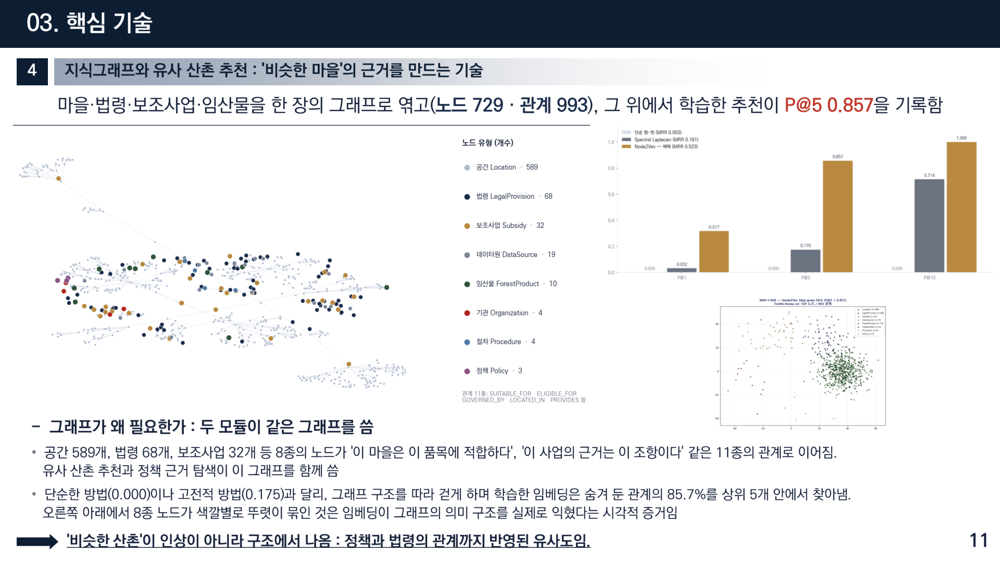 03. 핵심 기술
4
지식그래프와 유사 산촌 추천 : '비슷한 마을'의 근거를 만드는 기술
마을·법령·보조사업·임산물을 한 장의 그래프로 엮고(노드 729 · 관계 993), 그 위에서 학습한 추천이 P@5 0.857을 기록함
노드 유형 (개수)
공간 Location · 589
법령 LegalProvision · 68
보조사업 Subsidy · 32
데이터원 DataSource · 19
임산물 ForestProduct · 10
기관 Organization · 4
절차 Procedure · 4
정책 Policy · 3
관계 11종: SUITABLE_FOR · ELIGIBLE_FOR
GOVERNED_BY · LOCATED_IN · PROVIDES 등
단순 원-핫 (MRR 0.003)
Spectral Laplacian (MRR 0.161)
Node2Vec — 채택 (MRR 0.523)
1.0
0.8
0.6
0.4
0.2
0.0
0.000
0.032
0.317
0.000
0.175
0.857
0.000
0.714
1.000
P@1
P@5
P@10
M04 t-SNE — Node2Vec Skip-gram NCE (P@5 = 0.857)
ForKG-Korea v2: 729 노드 / 993 관계
Location (n=589)
LegalProvision (n=68)
Subsidy (n=32)
DataSource (n=19)
ForestProduct (n=10)
Organization (n=4)
Procedure (n=4)
Policy (n=3)
40
20
0
-20
-40
-40
-20
0
20
40
60
– 그래프가 왜 필요한가 : 두 모듈이 같은 그래프를 씀
• 공간 589개, 법령 68개, 보조사업 32개 등 8종의 노드가 '이 마을은 이 품목에 적합하다', '이 사업의 근거는 이 조항이다' 같은 11종의 관계로 이어짐.
유사 산촌 추천과 정책 근거 탐색이 이 그래프를 함께 씀
• 단순한 방법(0.000)이나 고전적 방법(0.175)과 달리, 그래프 구조를 따라 걷게 하며 학습한 임베딩은 숨겨 둔 관계의 85.7%를 상위 5개 안에서 찾아냄.
오른쪽 아래에서 8종 노드가 색깔별로 뚜렷이 묶인 것은 임베딩이 그래프의 의미 구조를 실제로 익혔다는 시각적 증거임
'비슷한 산촌'이 인상이 아니라 구조에서 나옴 : 정책과 법령의 관계까지 반영된 유사도임.
11